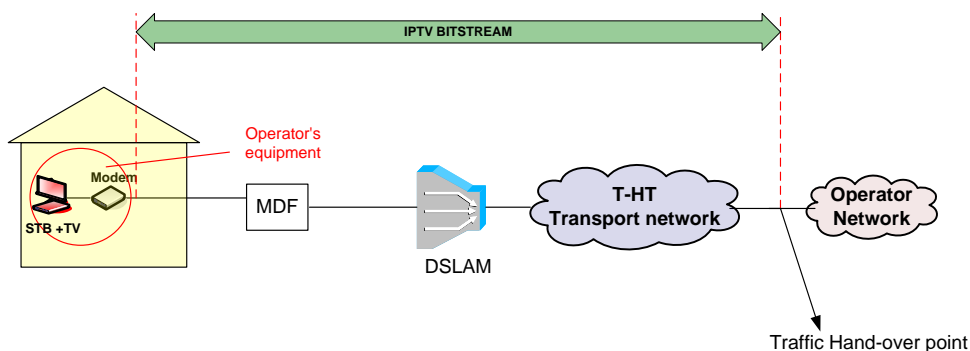 IPTV BITSTREAM
Operator's
equipment
Modem
STB +TV
MDF
DSLAM
T-HT
Transport network
Operator
Network
Traffic Hand-over point